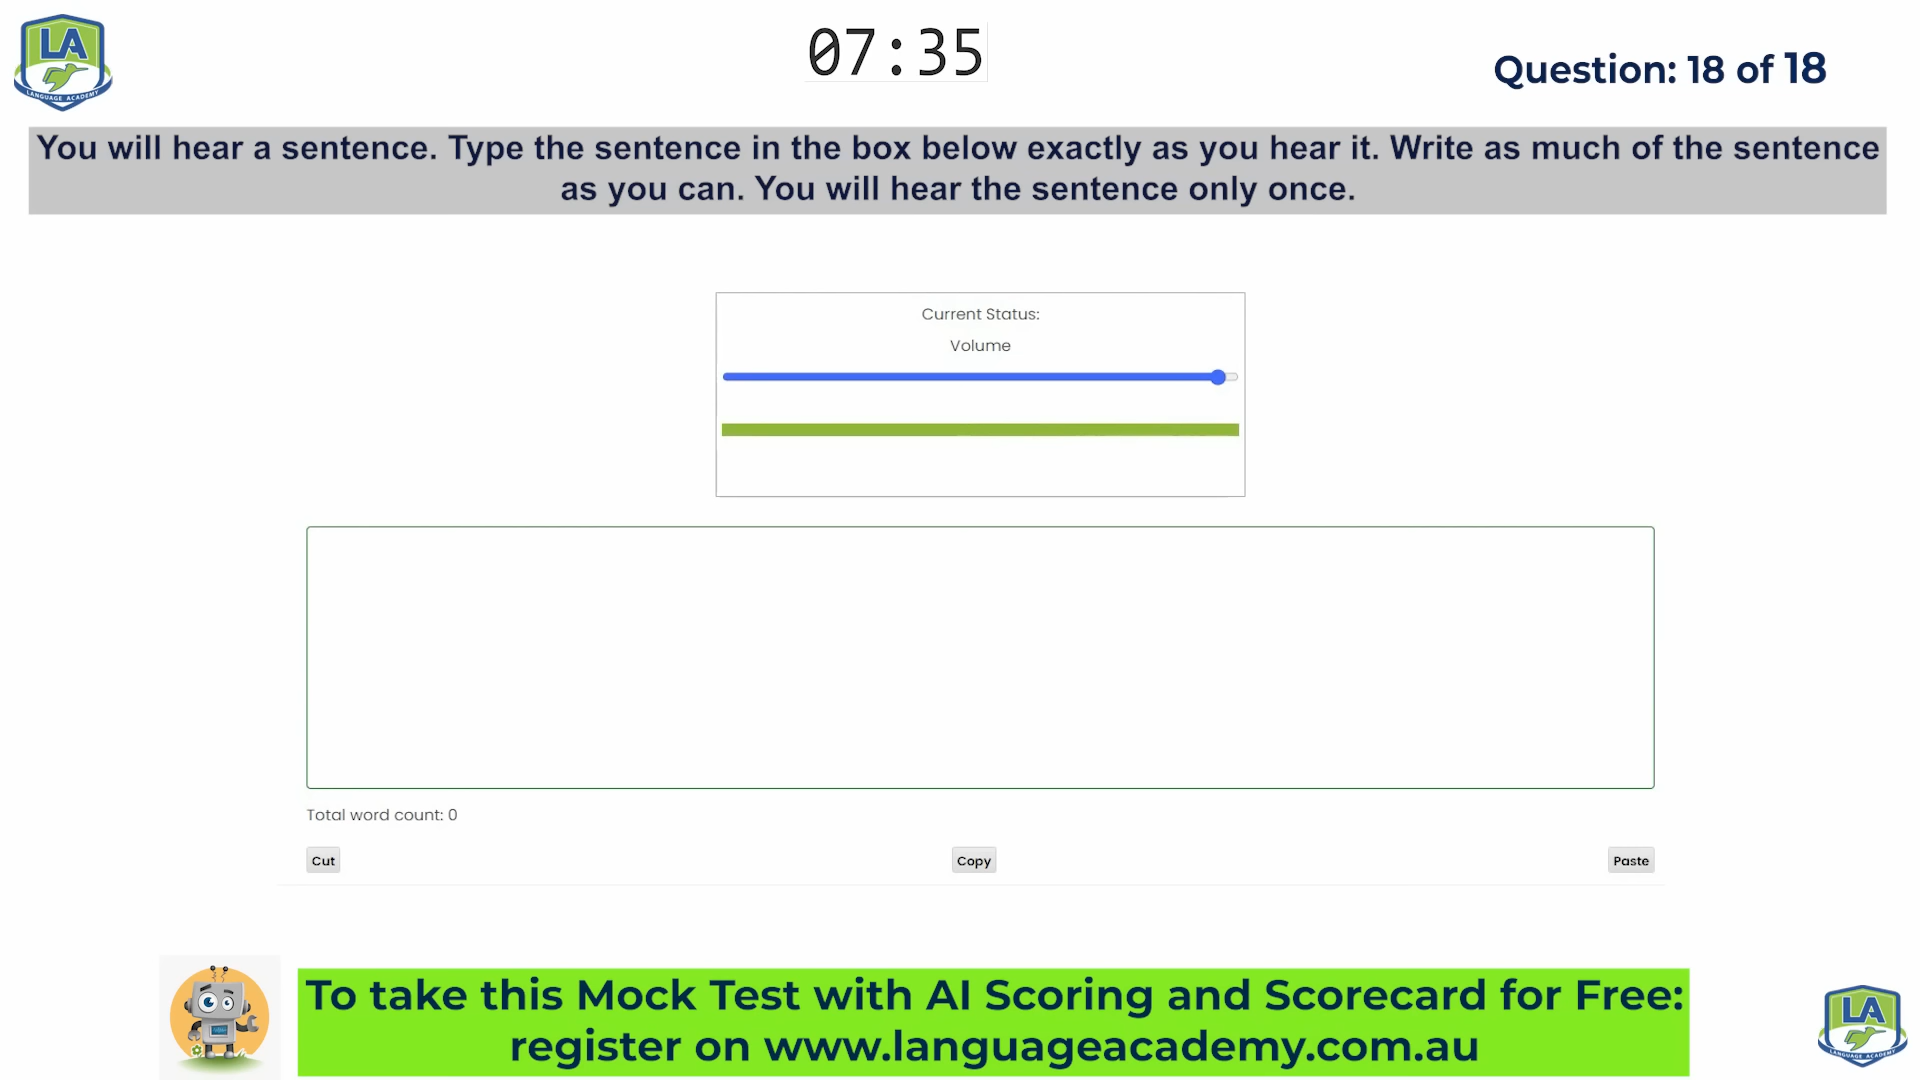 LA
LANGUAGE ACADEMY
07:35
Question: 18 of 18
You will hear a sentence. Type the sentence in the box below exactly as you hear it. Write as much of the sentence
as you can. You will hear the sentence only once.
Current Status:
Volume
Total word count: 0
Cut
Copy
Paste
To take this Mock Test with AI Scoring and Scorecard for Free:
register on www.languageacademy.com.au
LA
LANGUAGE ACADEMY